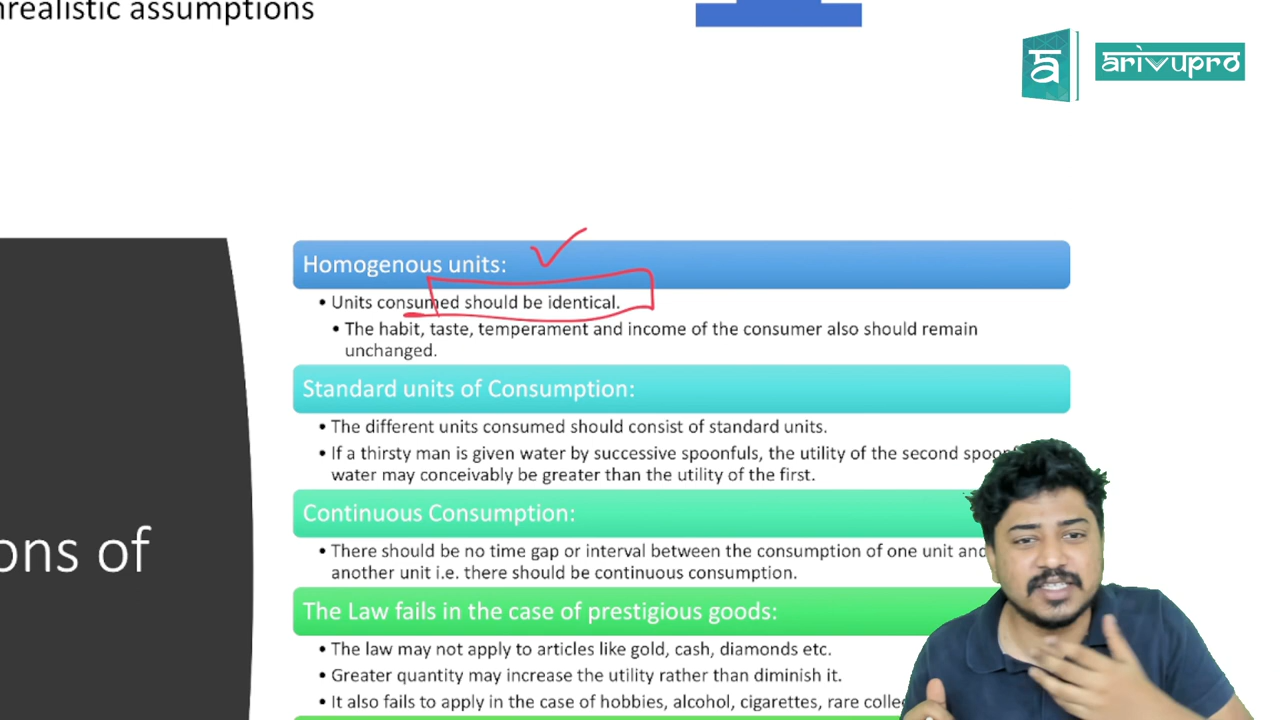 nrealistic assumptions
ā
arivupro
Homogenous units:
• Units consumed should be identical.
• The habit, taste, temperament and income of the consumer also should remain
unchanged.
Standard units of Consumption:
• The different units consumed should consist of standard units.
• If a thirsty man is given water by successive spoonfuls, the utility of the second spoon
water may conceivably be greater than the utility of the first.
Continuous Consumption:
• There should be no time gap or interval between the consumption of one unit and
another unit i.e. there should be continuous consumption.
ons of
The Law fails in the case of prestigious goods:
• The law may not apply to articles like gold, cash, diamonds etc.
• Greater quantity may increase the utility rather than diminish it.
• It also fails to apply in the case of hobbies, alcohol, cigarettes, rare colle